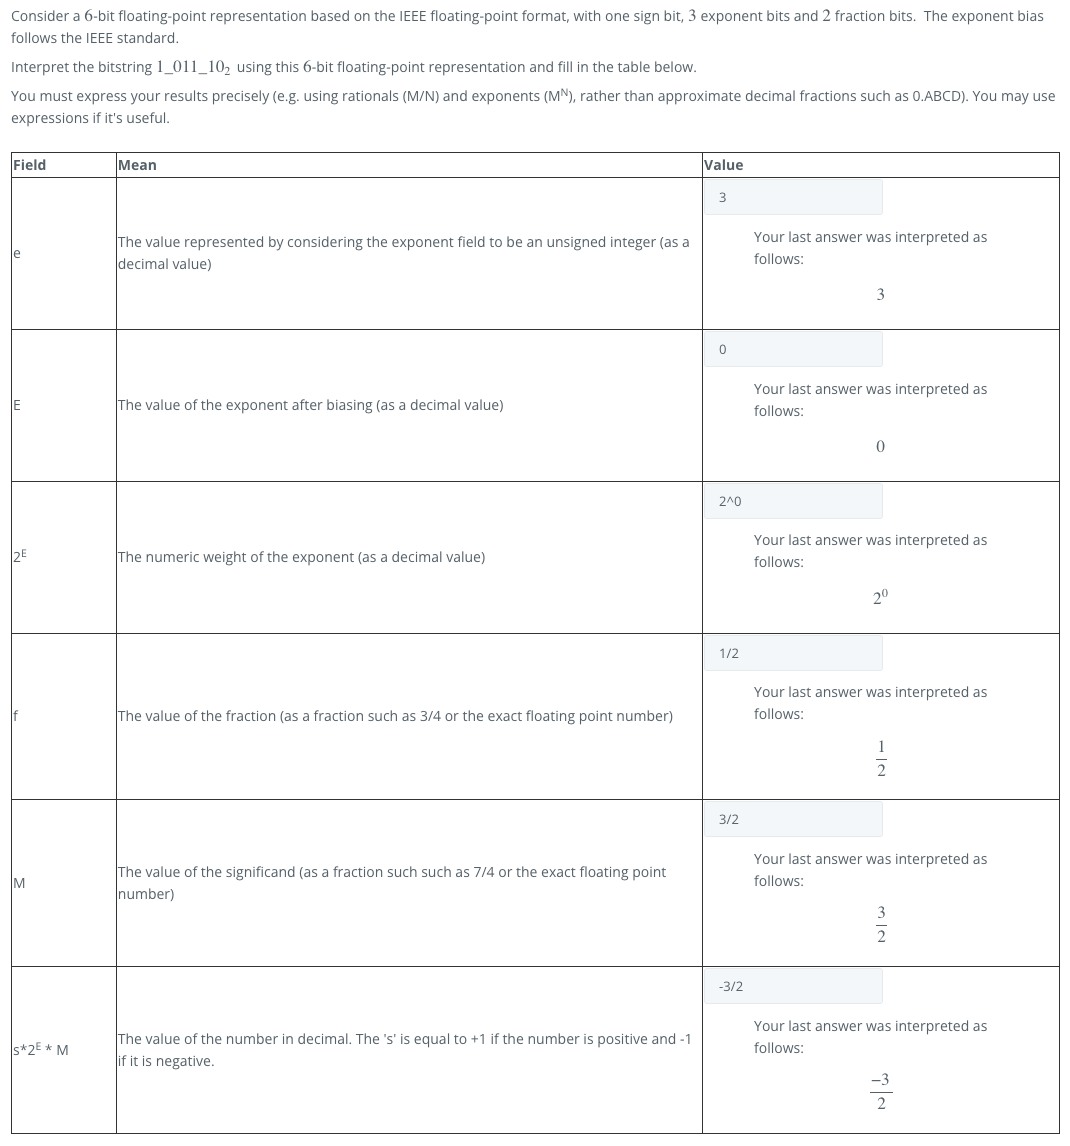 Consider a 6-bit floating-point representation based on the IEEE floating-point format, with one sign bit, 3 exponent bits and 2 fraction bits.  The exponent bias
follows the IEEE standard.
Interpret the bitstring 1_011_10₂ using this 6-bit floating-point representation and fill in the table below.
You must express your results precisely (e.g. using rationals (M/N) and exponents (Mᴺ), rather than approximate decimal fractions such as 0.ABCD). You may use
expressions if it's useful.
Field Mean Value
3
Your last answer was interpreted as
follows:
e
The value represented by considering the exponent field to be an unsigned integer (as a
decimal value)
3
0
Your last answer was interpreted as
follows:
E
The value of the exponent after biasing (as a decimal value)
0
2^0
Your last answer was interpreted as
follows:
2ᴱ
The numeric weight of the exponent (as a decimal value)
2⁰
1/2
Your last answer was interpreted as
follows:
f
The value of the fraction (as a fraction such as 3/4 or the exact floating point number)
1
2
3/2
Your last answer was interpreted as
follows:
M
The value of the significand (as a fraction such such as 7/4 or the exact floating point
number)
3
2
-3/2
Your last answer was interpreted as
follows:
s*2ᴱ * M
The value of the number in decimal. The 's' is equal to +1 if the number is positive and -1
if it is negative.
−3
2